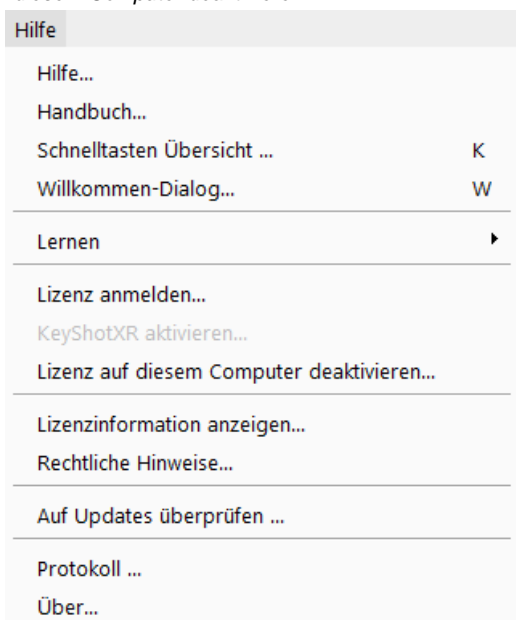 Hilfe
Hilfe...
Handbuch...
Schnelltasten Übersicht ... K
Willkommen-Dialog... W
Lernen
Lizenz anmelden...
KeyShotXR aktivieren...
Lizenz auf diesem Computer deaktivieren...
Lizenzinformation anzeigen...
Rechtliche Hinweise...
Auf Updates überprüfen ...
Protokoll ...
Über...